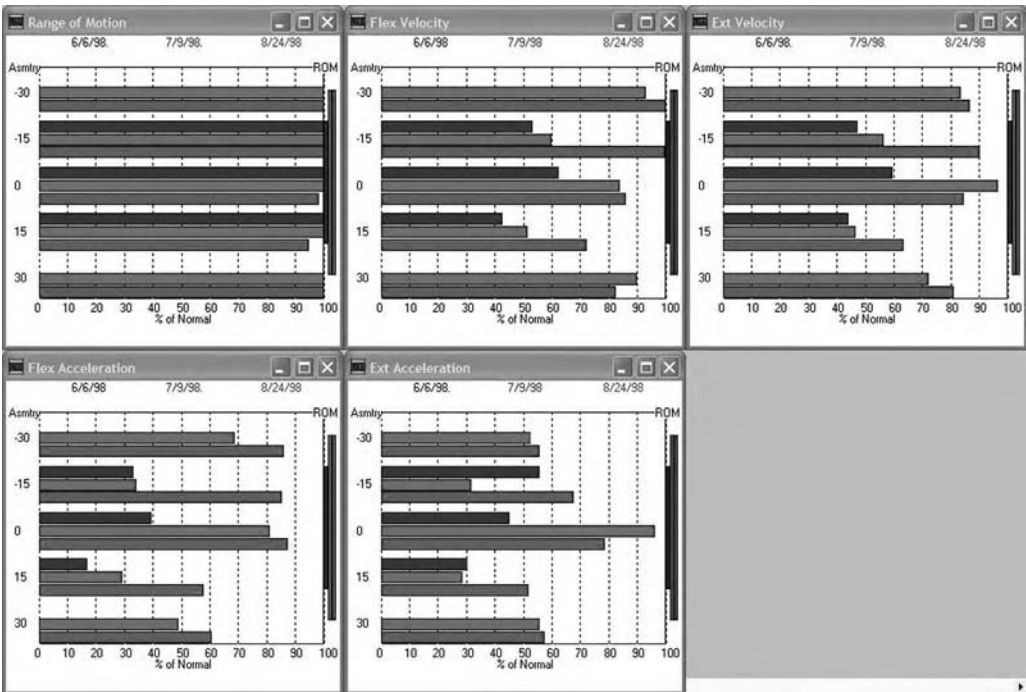 Range of Motion
6/6/98. 7/9/98. 8/24/98
Asmtry ROM
-30
-15
0
15
30
0 10 20 30 40 50 60 70 80 90 100
% of Normal
Flex Velocity
6/6/98 7/9/98. 8/24/98
Asmtry ROM
-30
-15
0
15
30
0 10 20 30 40 50 60 70 80 90 100
% of Normal
Ext Velocity
6/6/98. 7/9/98. 8/24/98
Asmtry ROM
-30
-15
0
15
30
0 10 20 30 40 50 60 70 80 90 100
% of Normal
Flex Acceleration
6/6/98. 7/9/98. 8/24/98
Asmtry ROM
-30
-15
0
15
30
0 10 20 30 40 50 60 70 80 90 100
% of Normal
Ext Acceleration
6/6/98. 7/9/98. 8/24/98
Asmtry ROM
-30
-15
0
15
30
0 10 20 30 40 50 60 70 80 90 100
% of Normal